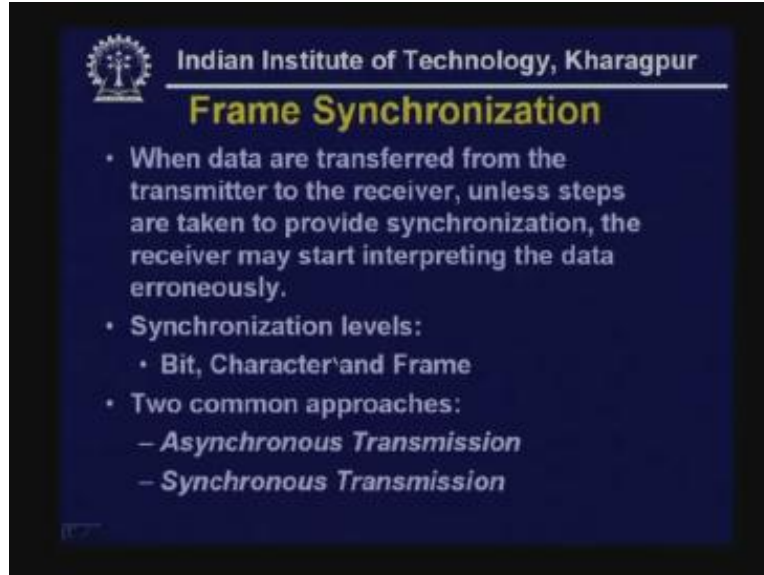 Indian Institute of Technology, Kharagpur
Frame Synchronization
• When data are transferred from the
transmitter to the receiver, unless steps
are taken to provide synchronization, the
receiver may start interpreting the data
erroneously.
• Synchronization levels:
• Bit, Character and Frame
• Two common approaches:
– Asynchronous Transmission
– Synchronous Transmission